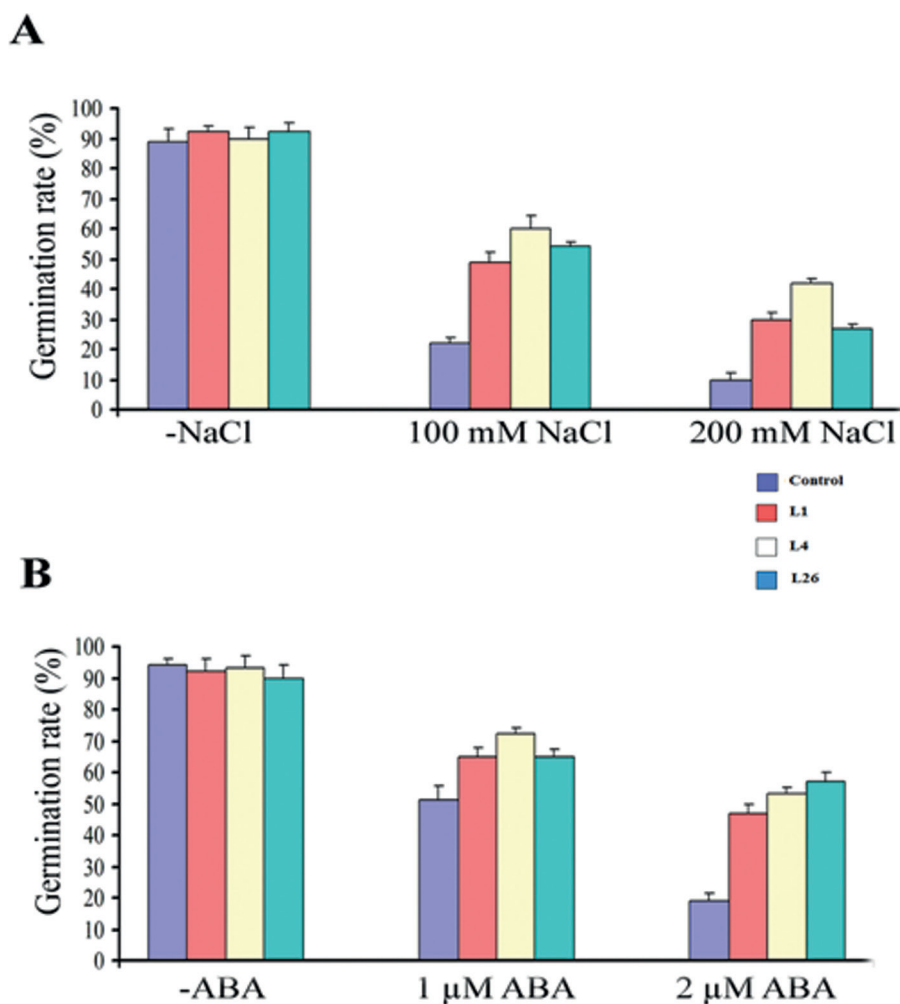 A
Germination rate (%)
100
90
80
70
60
50
40
30
20
10
0
-NaCl 100 mM NaCl 200 mM NaCl
Control
L1
L4
L26
B
Germination rate (%)
100
90
80
70
60
50
40
30
20
10
0
-ABA 1 µM ABA 2 µM ABA